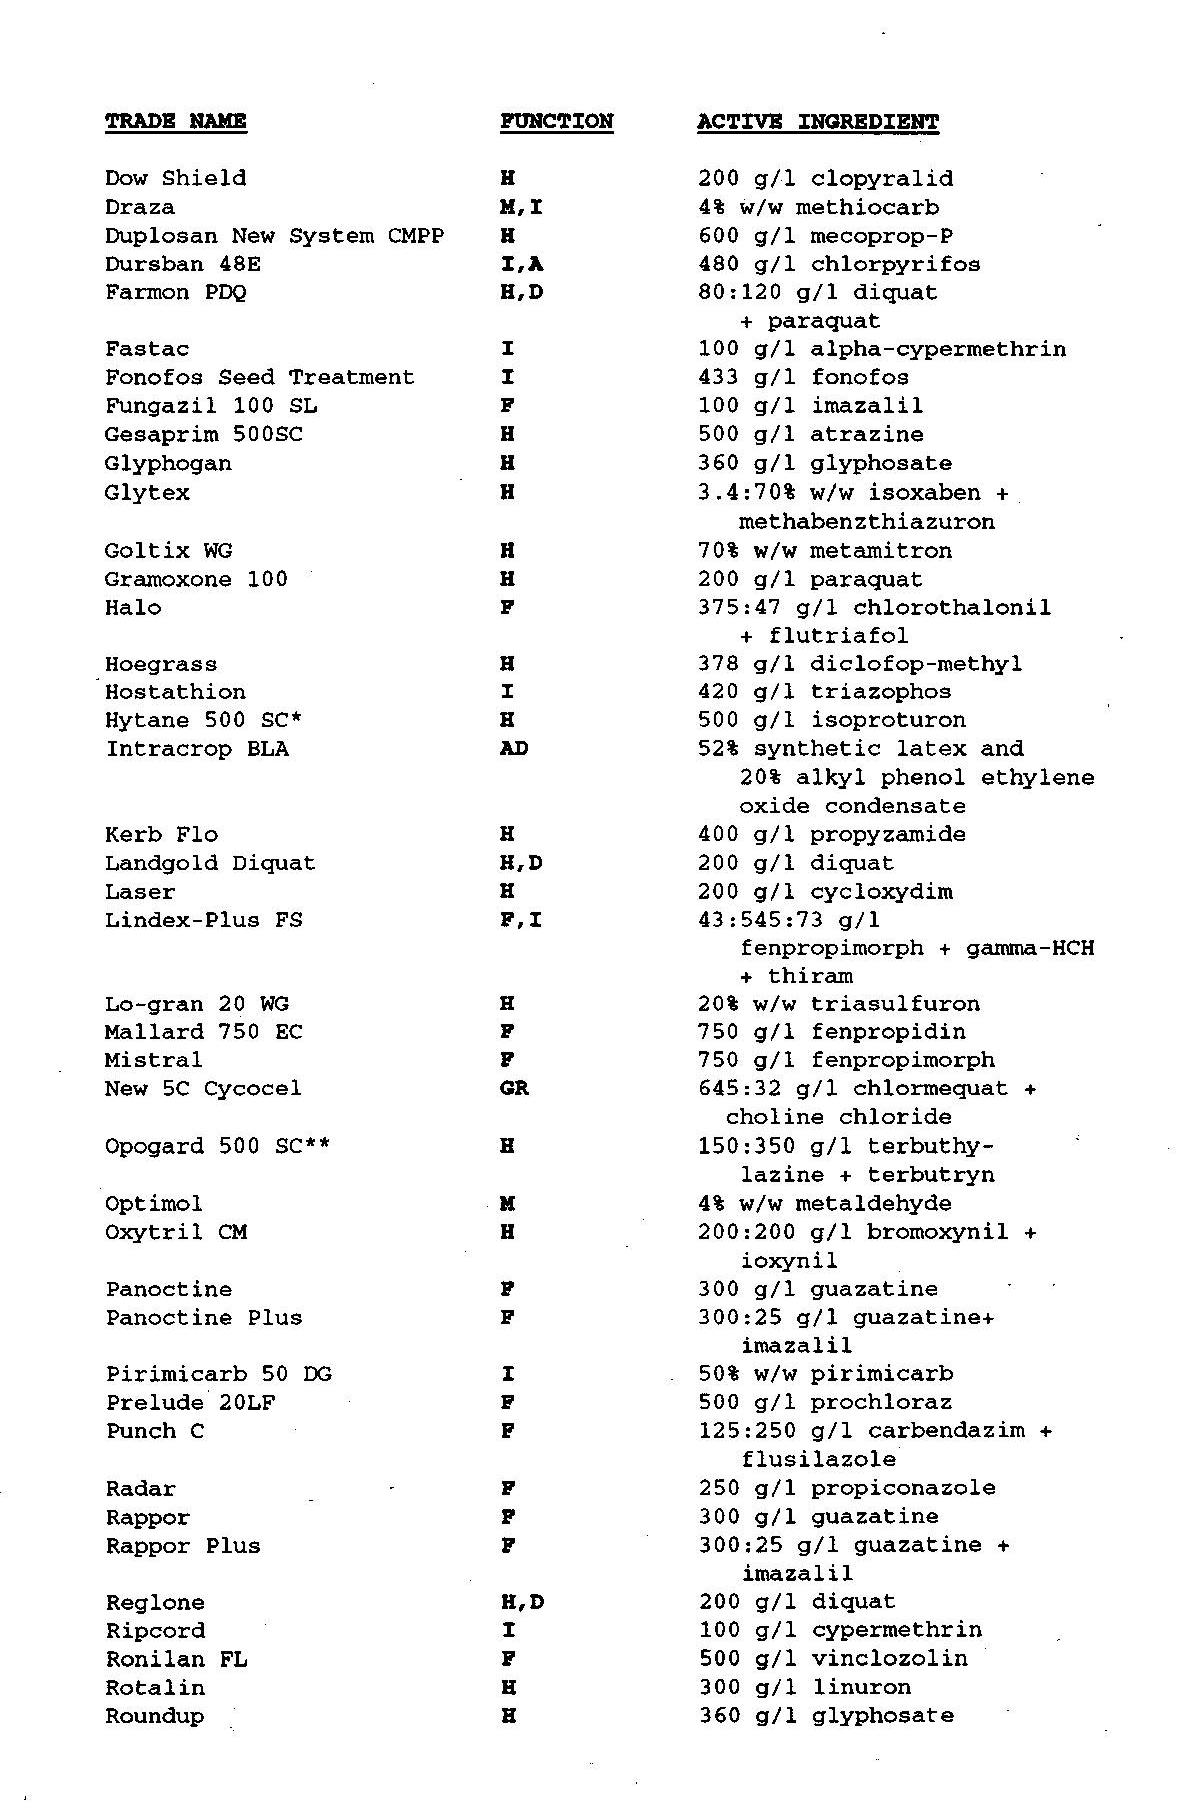 TRADE NAME FUNCTION ACTIVE INGREDIENT
Dow Shield H 200 g/l clopyralid
Draza M,I 4% w/w methiocarb
Duplosan New System CMPP H 600 g/l mecoprop-P
Dursban 48E I,A 480 g/l chlorpyrifos
Farmon PDQ H,D 80:120 g/l diquat
+ paraquat
Fastac I 100 g/l alpha-cypermethrin
Fonofos Seed Treatment I 433 g/l fonofos
Fungazil 100 SL F 100 g/l imazalil
Gesaprim 500SC H 500 g/l atrazine
Glyphogan H 360 g/l glyphosate
Glytex H 3.4:70% w/w isoxaben +
methabenzthiazuron
Goltix WG H 70% w/w metamitron
Gramoxone 100 H 200 g/l paraquat
Halo F 375:47 g/l chlorothalonil
+ flutriafol
Hoegrass H 378 g/l diclofop-methyl
Hostathion I 420 g/l triazophos
Hytane 500 SC* H 500 g/l isoproturon
Intracrop BLA AD 52% synthetic latex and
20% alkyl phenol ethylene
oxide condensate
Kerb Flo H 400 g/l propyzamide
Landgold Diquat H,D 200 g/l diquat
Laser H 200 g/l cycloxydim
Lindex-Plus FS F,I 43:545:73 g/l
fenpropimorph + gamma-HCH
+ thiram
Lo-gran 20 WG H 20% w/w triasulfuron
Mallard 750 EC F 750 g/l fenpropidin
Mistral F 750 g/l fenpropimorph
New 5C Cycocel GR 645:32 g/l chlormequat +
choline chloride
Opogard 500 SC** H 150:350 g/l terbuthy-
lazine + terbutryn
Optimol M 4% w/w metaldehyde
Oxytril CM H 200:200 g/l bromoxynil +
ioxynil
Panoctine F 300 g/l guazatine
Panoctine Plus F 300:25 g/l guazatine+
imazalil
Pirimicarb 50 DG I 50% w/w pirimicarb
Prelude 20LF F 500 g/l prochloraz
Punch C F 125:250 g/l carbendazim +
flusilazole
Radar F 250 g/l propiconazole
Rappor F 300 g/l guazatine
Rappor Plus F 300:25 g/l guazatine +
imazalil
Reglone H,D 200 g/l diquat
Ripcord I 100 g/l cypermethrin
Ronilan FL F 500 g/l vinclozolin
Rotalin H 300 g/l linuron
Roundup H 360 g/l glyphosate